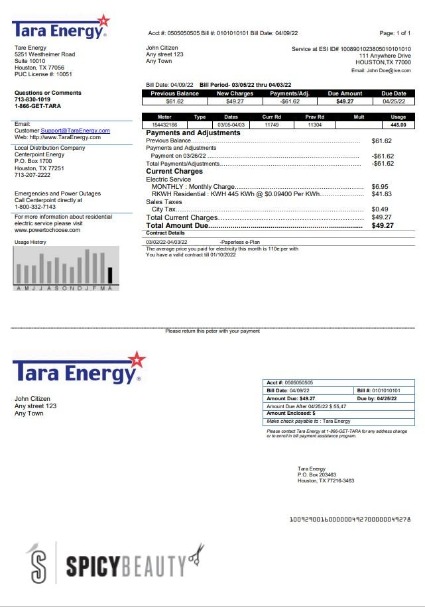 Tara Energy
Acct #: 0505050505 Bill #: 0101010101 Bill Date: 04/09/22
Page: 1 of 1
Tara Energy
5251 Westheimer Road
Suite 10010
Houston, TX 77056
PUC License #: 10051
John Citizen
Any street 123
Any Town
Service at ESI ID#
111 Anywhere Drive
HOUSTON,TX 77000
Email: John.Doe@ive.com
Questions or Comments
713-830-1019
1-866-GET-TARA
Bill Date: 04/09/22 Bill Period- 03/05/22 thru 04/03/22
Previous Balance New Charges Payments/Adj. Due Amount Due Date
$61.62 $49.27 -$61.62 $49.27 04/25/22
Meter Type Dates Curr Rd Prev Rd Mult Usage
03/05-04/03 11749 11304 445.00
Email:
Customer.Support@TaraEnergy.com
Web: http://www.TaraEnergy.com
Local Distribution Company
Centerpoint Energy
P.O. Box 1700
Houston, TX 77251
713-207-2222
Emergencies and Power Outages
Call Centerpoint directly at
1-800-332-7143
For more information about residential
electric service please visit
www.powertochoose.com
Payments and Adjustments
Previous Balance $61.62
Payments and Adjustments
Payment on 03/26/22 -$61.62
Total Payments/Adjustments -$61.62
Current Charges
Electric Service
MONTHLY : Monthly Charge $6.95
RIKWH Residential : KWH 445 KWH @ $0.09400 Per KWh $41.83
Sales Taxes
City Tax $0.49
Total Current Charges $49.27
Total Amount Due $49.27
Contract Details
03/02/22-04/03/22 -Paperless e-Plan
The average price you paid for electricity this month is 110¢ per with
You have a valid contract till 01/10/2022
Usage History
A M J J A S O N D J F M A
Please return this peter with your payment
Tara Energy
John Citizen
Any street 123
Any Town
Acct #: 0505050505
Bill Date: 04/09/22 Bill #: 0101010101
Amount Due: $49.27 Due by: 04/25/22
Amount Due After 04/25/22 $ 55.47
Amount Enclosed: $
Make check payable to : Tara Energy
Please contact Tara Energy at 1-866-GET-TARA for any address change
or to enroll in bill payment assistance program.
Tara Energy
P.O. Box 203463
Houston, TX 77216-3463
SPICYBEAUTY